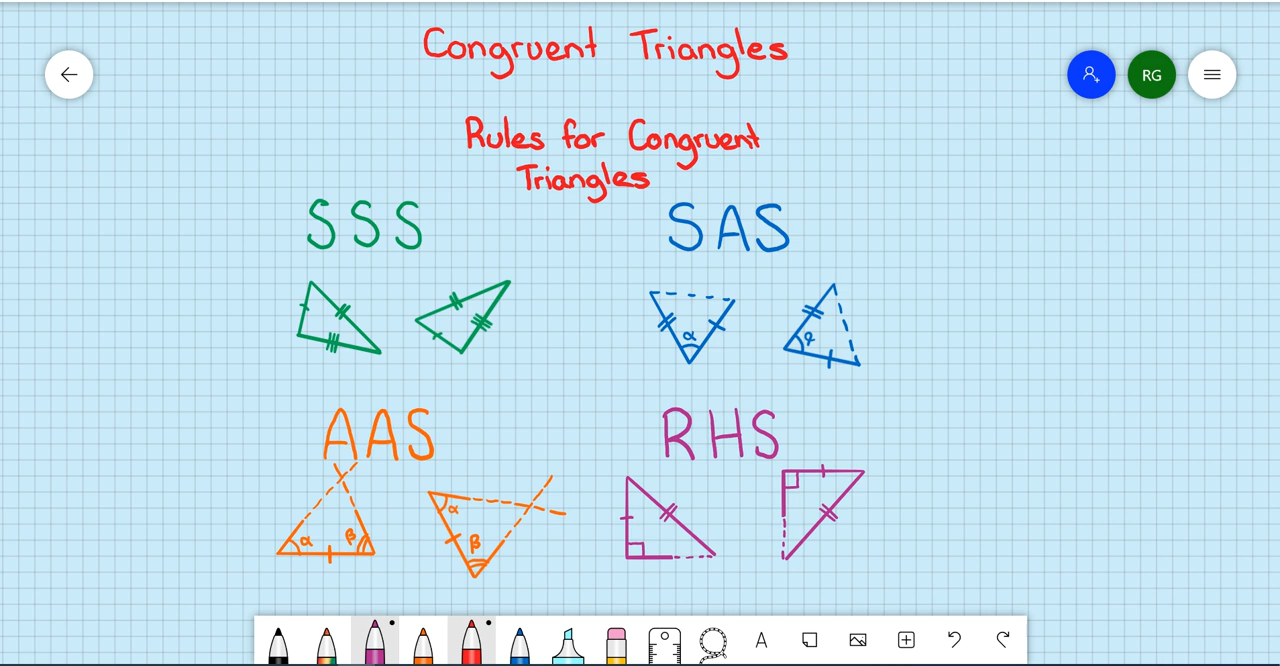 Congruent Triangles
RG
Rules for Congruent
Triangles
SSS
SAS
α
α
AAS
RHS
α
β
α
β
A